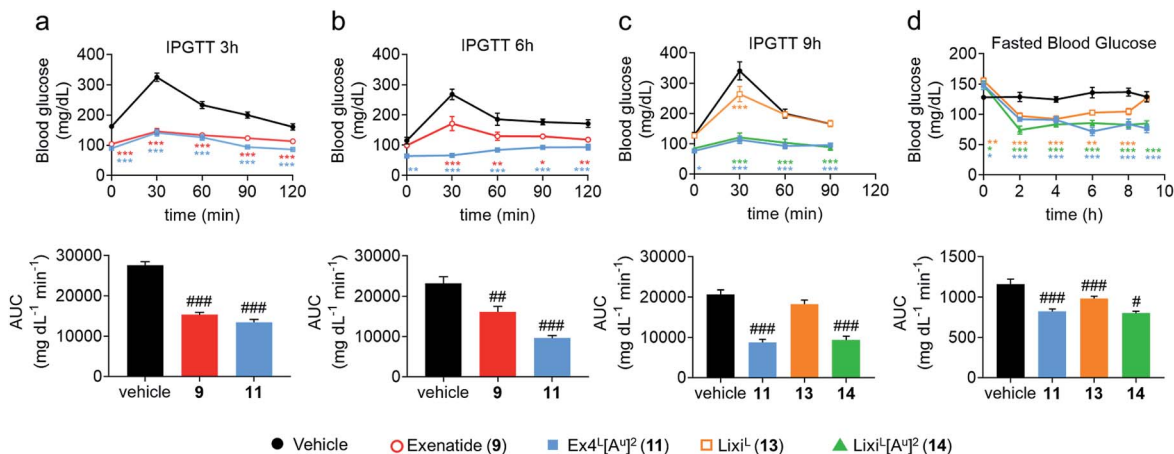 a
IPGTT 3h
Blood glucose
(mg/dL)
400
300
200
100
0
***
***
***
***
***
***
***
***
***
***
0 30 60 90 120
time (min)
b
IPGTT 6h
Blood glucose
(mg/dL)
400
300
200
100
0
**
***
***
**
***
*
***
**
***
0 30 60 90 120
time (min)
c
IPGTT 9h
Blood glucose
(mg/dL)
400
300
200
100
0
***
*
***
***
***
***
***
***
0 30 60 90 120
time (min)
d
Fasted Blood Glucose
Blood glucose
(mg/dL)
200
150
100
50
0
**
*
*
***
***
***
***
***
***
**
***
***
***
***
***
***
***
0 2 4 6 8 10
time (h)
AUC
(mg dL⁻¹ min⁻¹)
30000
20000
10000
0
###
###
vehicle 9 11
AUC
(mg dL⁻¹ min⁻¹)
30000
20000
10000
0
##
###
vehicle 9 11
AUC
(mg dL⁻¹ min⁻¹)
30000
20000
10000
0
###
###
vehicle 11 13 14
AUC
(mg dL⁻¹ min⁻¹)
1500
1000
500
0
###
###
#
vehicle 11 13 14
Vehicle Exenatide (9) Ex4ᴸ[Aᵘ]² (11) Lixiᴸ (13) Lixiᴸ[Aᵘ]² (14)